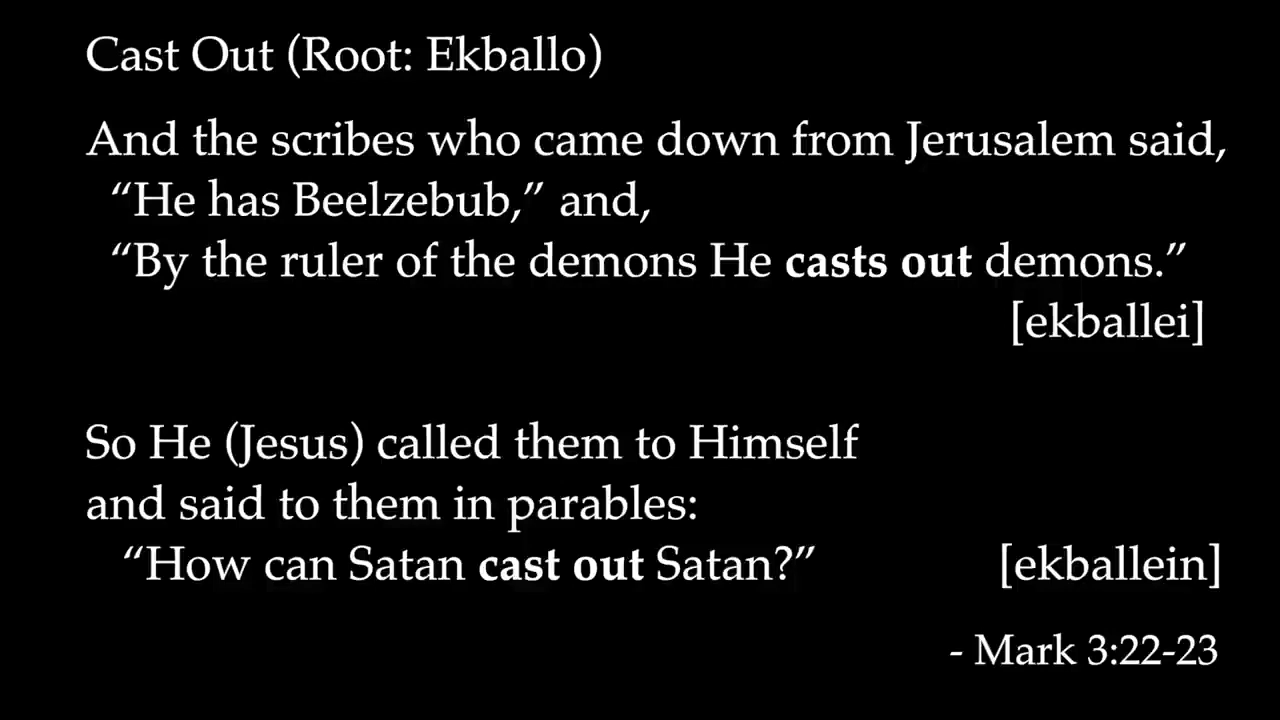 Cast Out (Root: Ekballo)
And the scribes who came down from Jerusalem said,
“He has Beelzebub,” and,
“By the ruler of the demons He casts out demons.”
[ekballei]
So He (Jesus) called them to Himself
and said to them in parables:
“How can Satan cast out Satan?” [ekballein]
- Mark 3:22-23